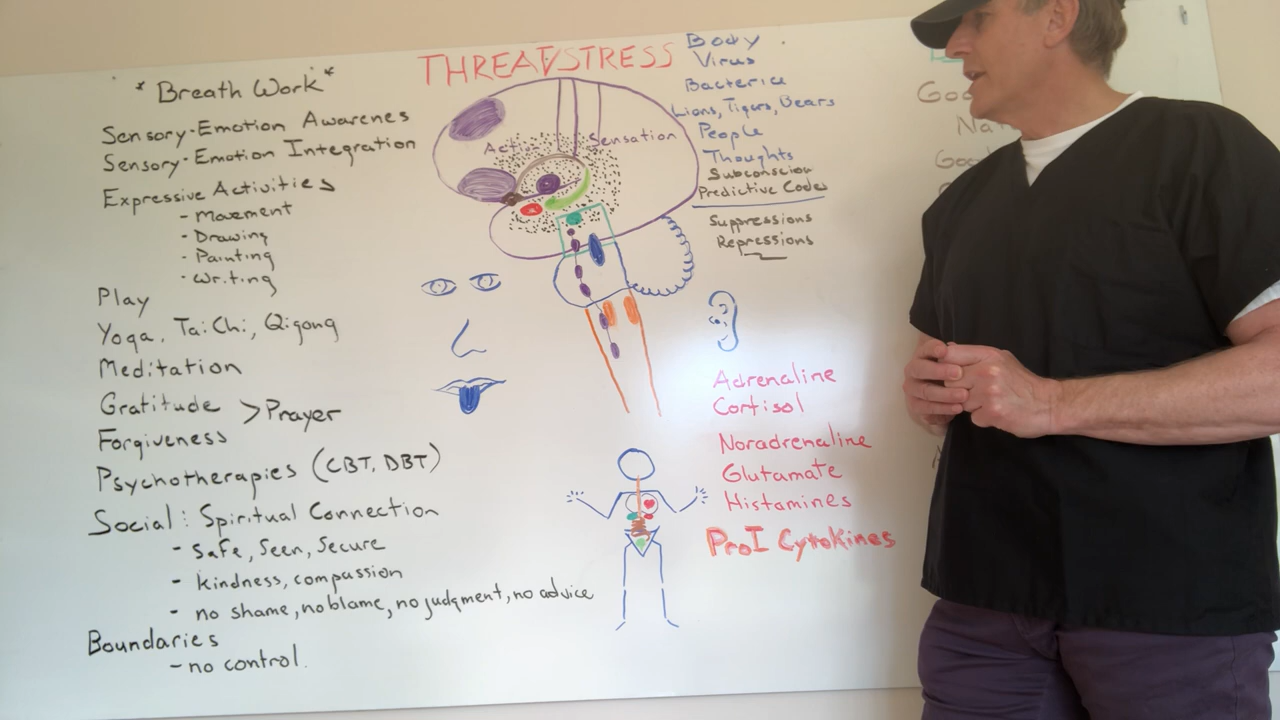 * Breath Work *
Sensory-Emotion Awarenes
Sensory-Emotion Integration
Expressive Activities
- Movement
- Drawing
- Painting
- Writing
Play
Yoga, Tai Chi, Qigong
Meditation
Gratitude > Prayer
Forgiveness
Psychotherapies (CBT, DBT)
Social : Spiritual Connection
- Safe, Seen, Secure
- kindness, compassion
- no shame, no blame, no judgment, no advice
Boundaries
- no control.
THREAT/STRESS
Sensation
Body
Virus
Bacteria
Lions, Tigers, Bears
People
Thoughts
Subconscious
Predictive Codes
Suppressions
Repressions
Adrenaline
Cortisol
Noradrenaline
Glutamate
Histamines
ProI Cytokines